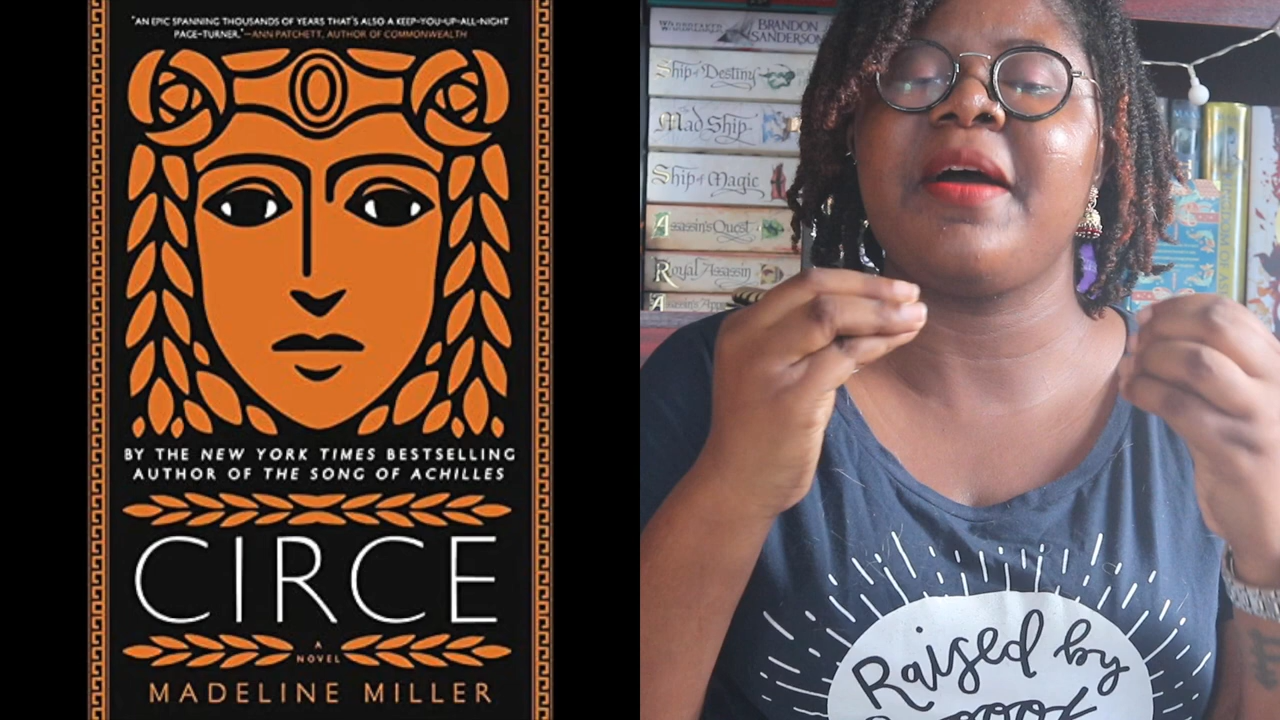 "AN EPIC SPANNING THOUSANDS OF YEARS THAT'S ALSO A KEEP-YOU-UP-ALL-NIGHT
PAGE-TURNER."—ANN PATCHETT, AUTHOR OF COMMONWEALTH
BY THE NEW YORK TIMES BESTSELLING
AUTHOR OF THE SONG OF ACHILLES
CIRCE
A
NOVEL
MADELINE MILLER
BRANDON
SANDERSON
Ship of Destiny
The
Mad Ship
Ship of Magic
Assassin's Quest
Royal Assassin
Assassin's
Raised by